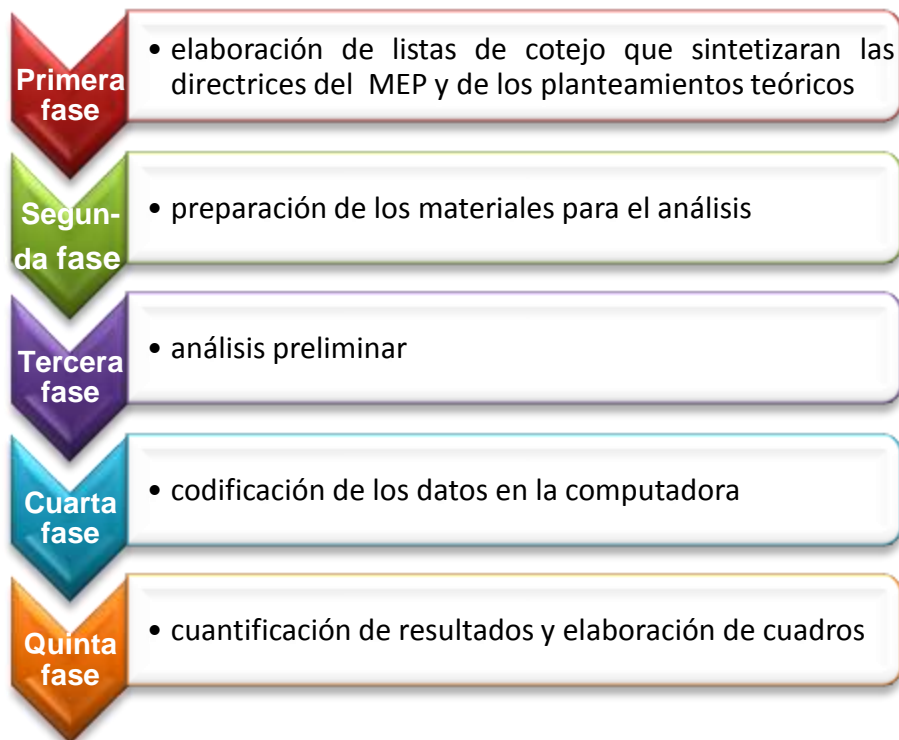 Primera
fase
• elaboración de listas de cotejo que sintetizaran las
directrices del MEP y de los planteamientos teóricos
Segun-
da fase
• preparación de los materiales para el análisis
Tercera
fase
• análisis preliminar
Cuarta
fase
• codificación de los datos en la computadora
Quinta
fase
• cuantificación de resultados y elaboración de cuadros